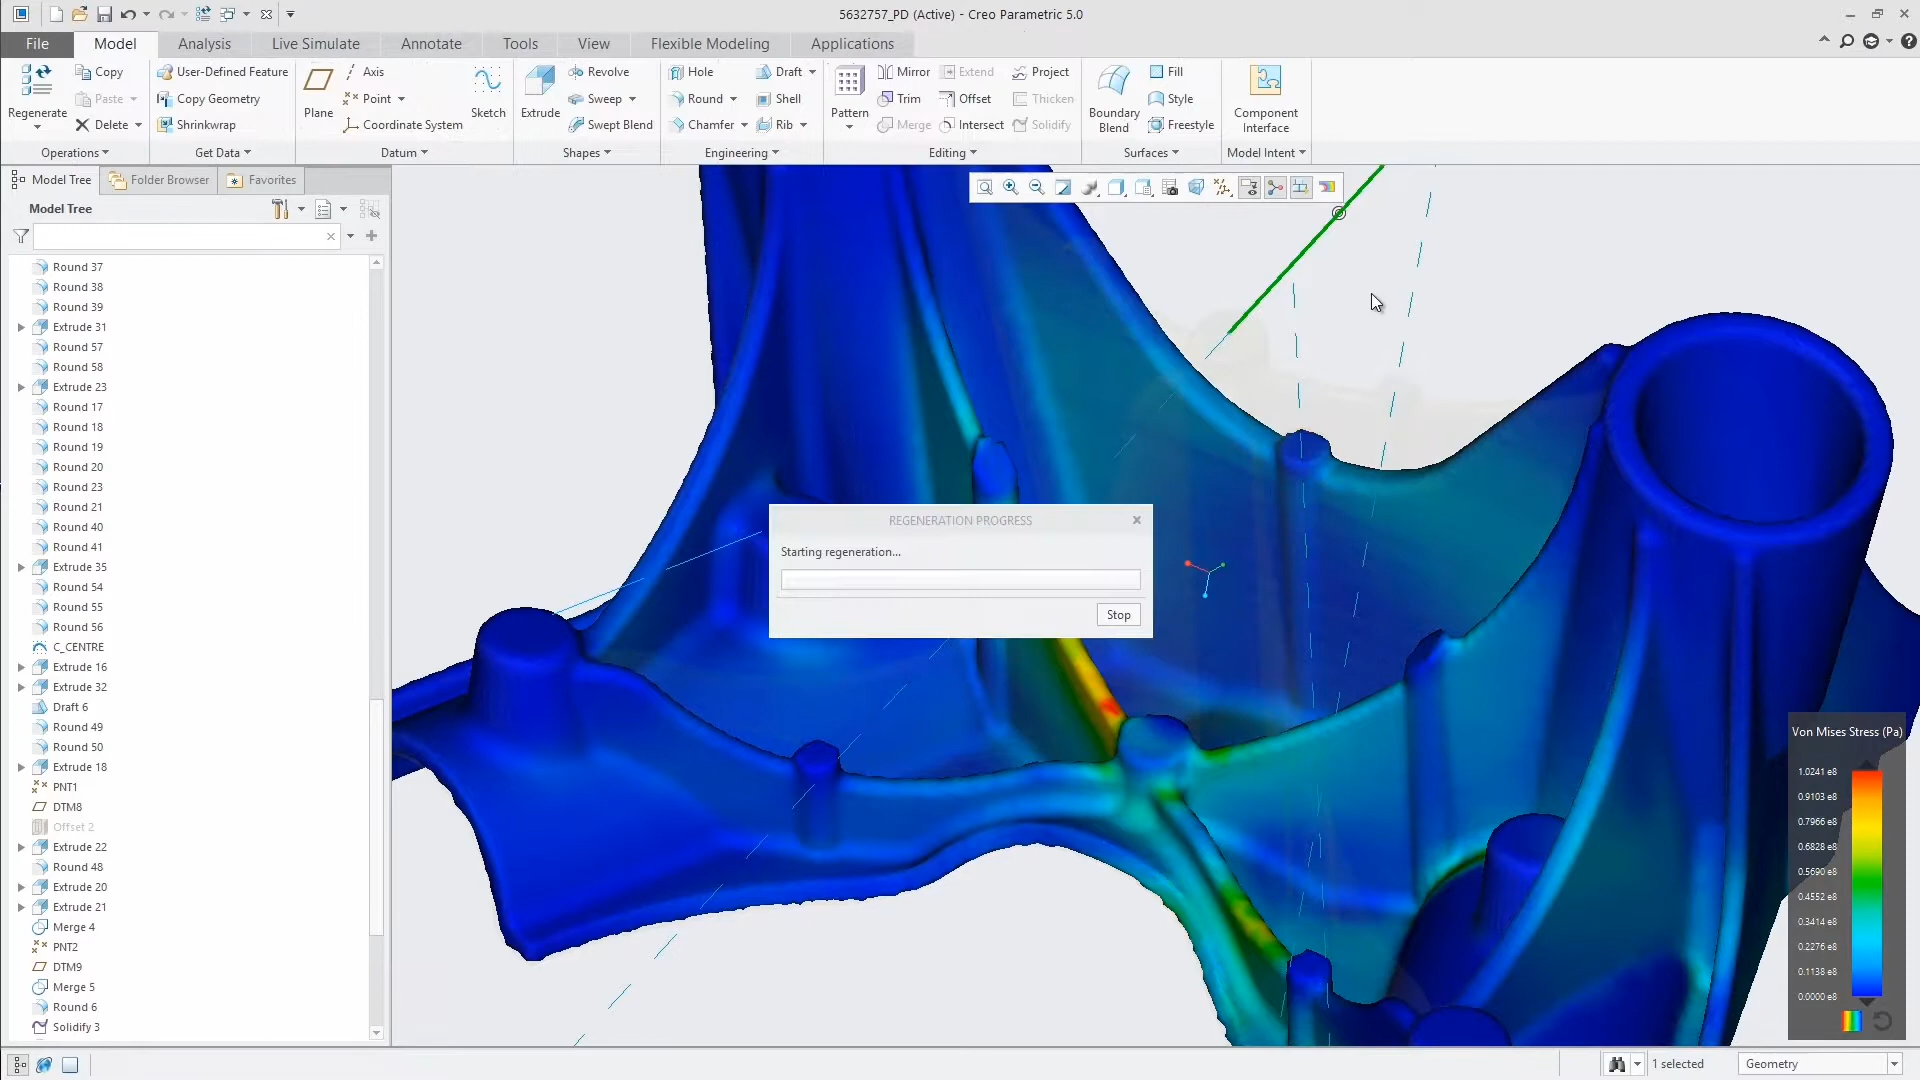 5632757_PD (Active) - Creo Parametric 5.0
File Model Analysis Live Simulate Annotate Tools View Flexible Modeling Applications
Regenerate
Copy
Paste
Delete
Operations
User-Defined Feature
Copy Geometry
Shrinkwrap
Get Data
Plane
Axis
Point
Coordinate System
Sketch
Datum
Extrude
Revolve
Sweep
Swept Blend
Shapes
Hole
Round
Chamfer
Draft
Shell
Rib
Engineering
Pattern
Mirror
Trim
Merge
Extend
Offset
Intersect
Project
Thicken
Solidify
Editing
Boundary
Blend
Fill
Style
Freestyle
Surfaces
Component
Interface
Model Intent
Model Tree Folder Browser Favorites
Model Tree
Round 37
Round 38
Round 39
Extrude 31
Round 57
Round 58
Extrude 23
Round 17
Round 18
Round 19
Round 20
Round 23
Round 21
Round 40
Round 41
Extrude 35
Round 54
Round 55
Round 56
C_CENTRE
Extrude 16
Extrude 32
Draft 6
Round 49
Round 50
Extrude 18
PNT1
DTM8
Offset 2
Extrude 22
Round 48
Extrude 20
Extrude 21
Merge 4
PNT2
DTM9
Merge 5
Round 6
Solidify 3
REGENERATION PROGRESS
Starting regeneration...
Stop
Von Mises Stress (Pa)
1.0241 e8
0.9103 e8
0.7966 e8
0.6828 e8
0.5690 e8
0.4552 e8
0.3414 e8
0.2276 e8
0.1138 e8
0.0000 e8
1 selected
Geometry